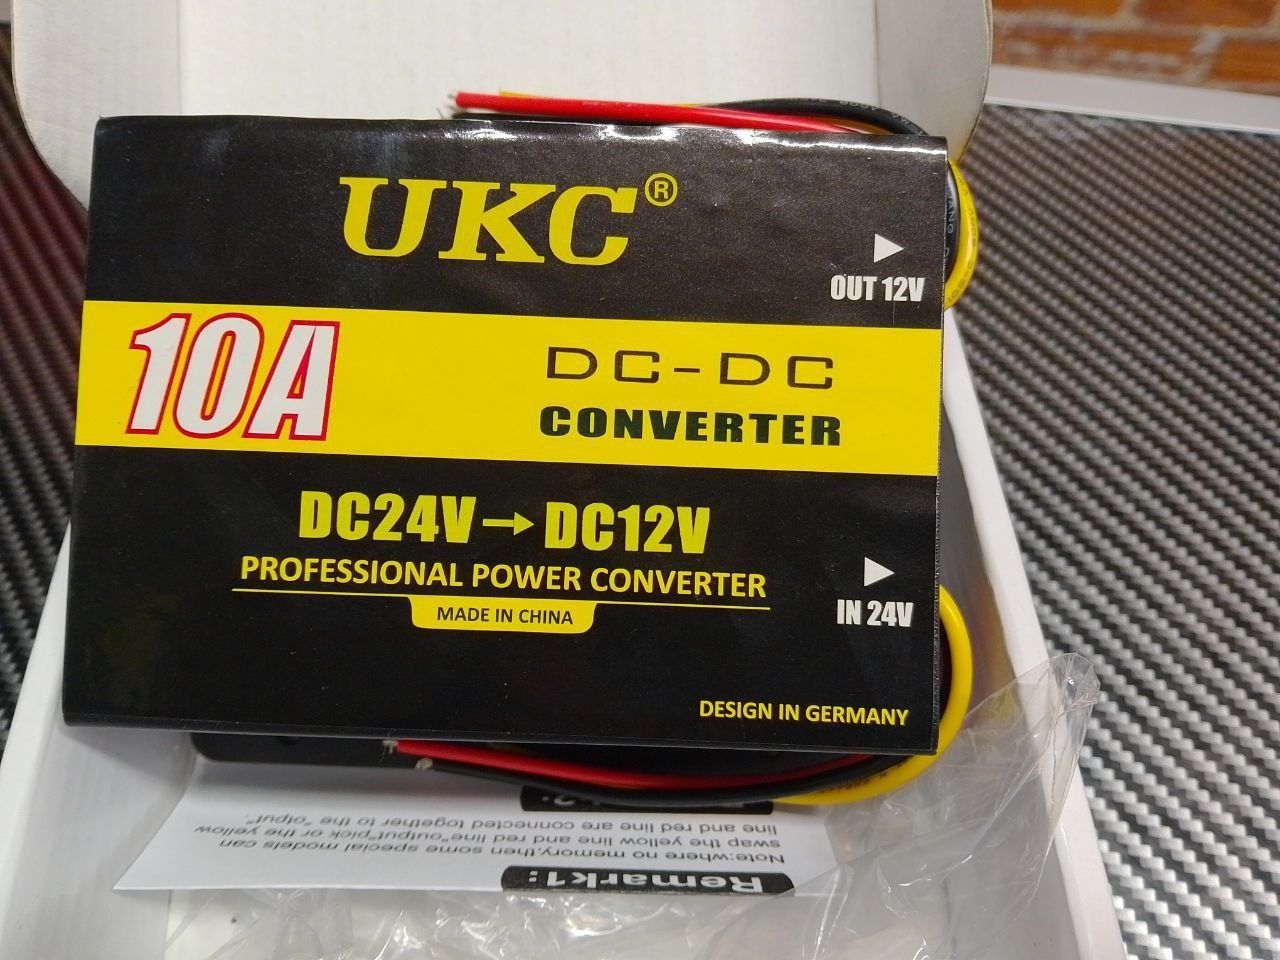 UKC®
OUT 12V
10A
DC-DC
CONVERTER
DC24V→DC12V
PROFESSIONAL POWER CONVERTER
MADE IN CHINA
IN 24V
DESIGN IN GERMANY
Remark1:
Note:where no memory,then some special models can
swap the yellow line and red line"output"pick or the yellow
line and red line are connected together to the "otput"